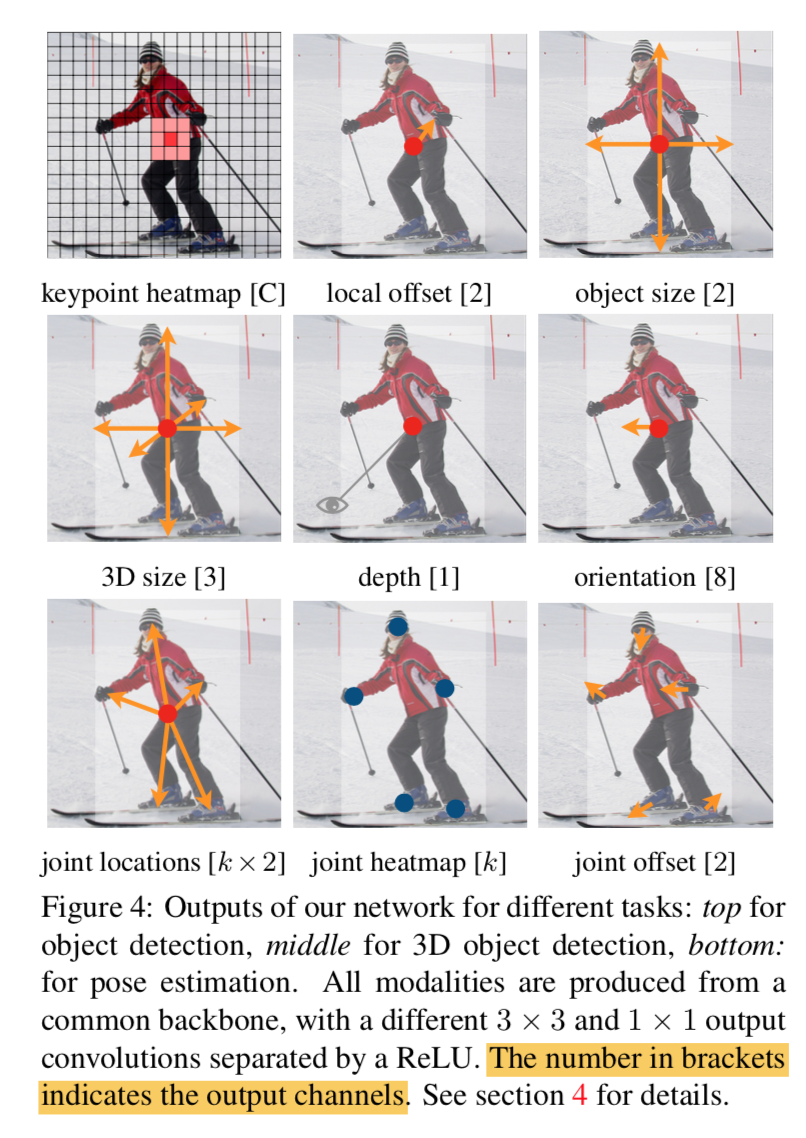 keypoint heatmap [C] local offset [2] object size [2]
3D size [3] depth [1] orientation [8]
joint locations [k × 2] joint heatmap [k] joint offset [2]
Figure 4: Outputs of our network for different tasks: top for
object detection, middle for 3D object detection, bottom:
for pose estimation. All modalities are produced from a
common backbone, with a different 3 × 3 and 1 × 1 output
convolutions separated by a ReLU. The number in brackets
indicates the output channels. See section 4 for details.